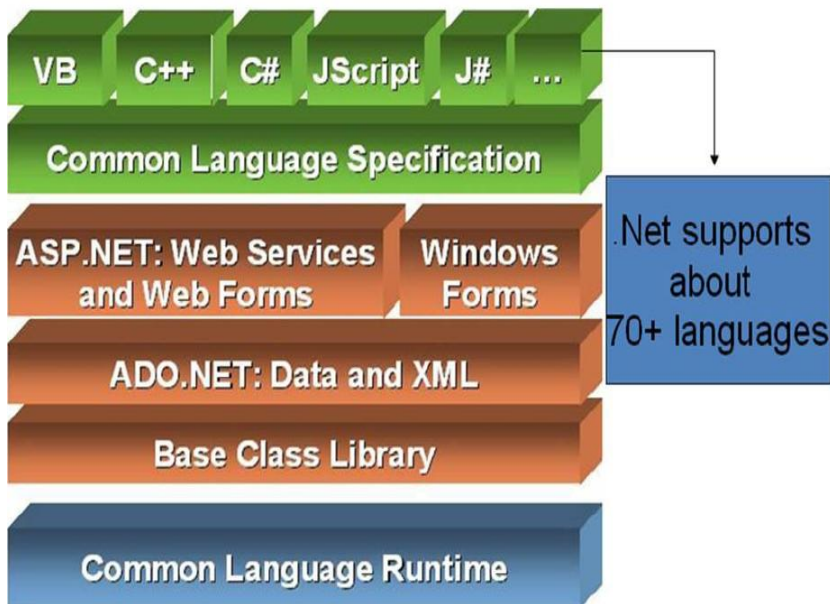 VB
C++
C#
JScript
J#
...
Common Language Specification
ASP.NET: Web Services
and Web Forms
Windows
Forms
.Net supports
about
70+ languages
ADO.NET: Data and XML
Base Class Library
Common Language Runtime